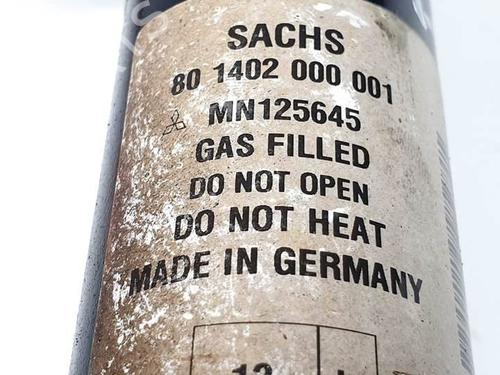 SACHS
80 1402 000 001
MN125645
GAS FILLED
DO NOT OPEN
DO NOT HEAT
MADE IN GERMANY